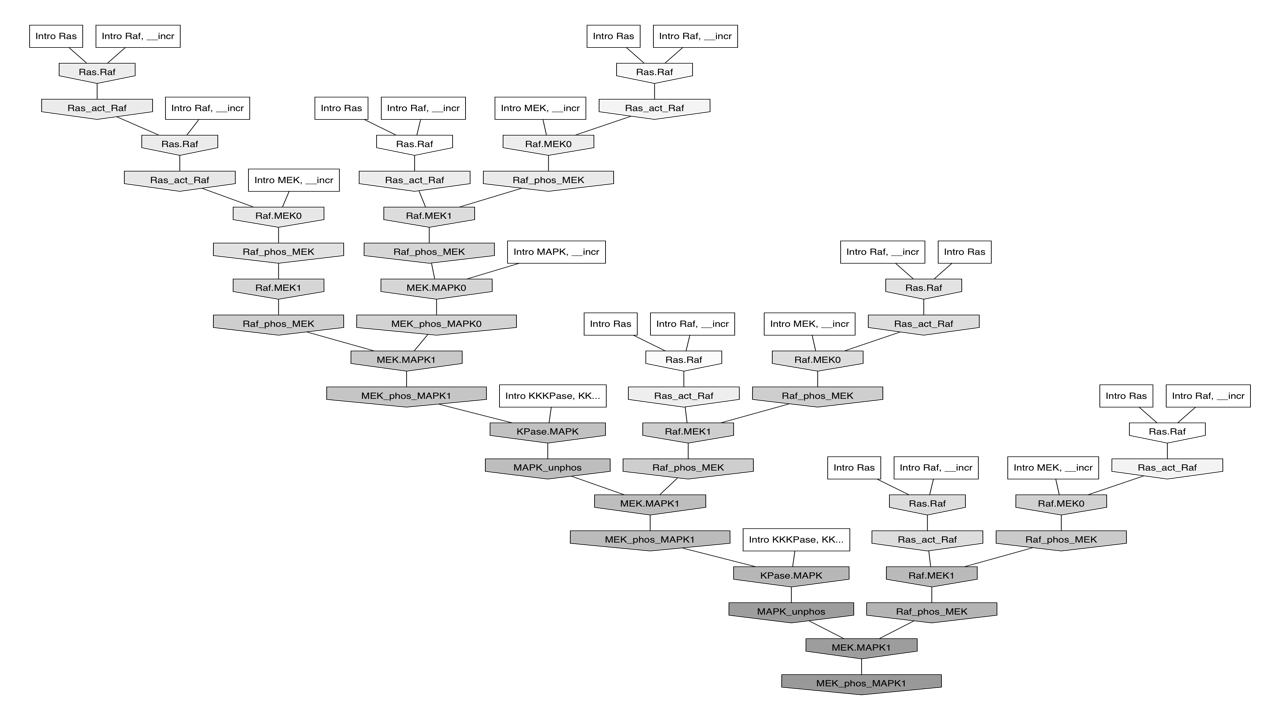 Intro Ras
Intro Raf, __incr
Intro Ras
Intro Raf, __incr
Ras.Raf
Ras.Raf
Ras_act_Raf
Intro Raf, __incr
Intro Ras
Intro Raf, __incr
Intro MEK, __incr
Ras_act_Raf
Ras.Raf
Ras.Raf
Raf.MEK0
Ras_act_Raf
Intro MEK, __incr
Ras_act_Raf
Raf_phos_MEK
Raf.MEK0
Raf.MEK1
Raf_phos_MEK
Raf_phos_MEK
Intro MAPK, __incr
Intro Raf, __incr
Intro Ras
Raf.MEK1
MEK.MAPK0
Ras.Raf
Raf_phos_MEK
MEK_phos_MAPK0
Intro Ras
Intro Raf, __incr
Intro MEK, __incr
Ras_act_Raf
MEK.MAPK1
Ras.Raf
Raf.MEK0
MEK_phos_MAPK1
Intro KKKPase, KK...
Ras_act_Raf
Raf_phos_MEK
Intro Ras
Intro Raf, __incr
KPase.MAPK
Raf.MEK1
Ras.Raf
MAPK_unphos
Raf_phos_MEK
Intro Ras
Intro Raf, __incr
Intro MEK, __incr
Ras_act_Raf
MEK.MAPK1
Ras.Raf
Raf.MEK0
MEK_phos_MAPK1
Intro KKKPase, KK...
Ras_act_Raf
Raf_phos_MEK
KPase.MAPK
Raf.MEK1
MAPK_unphos
Raf_phos_MEK
MEK.MAPK1
MEK_phos_MAPK1